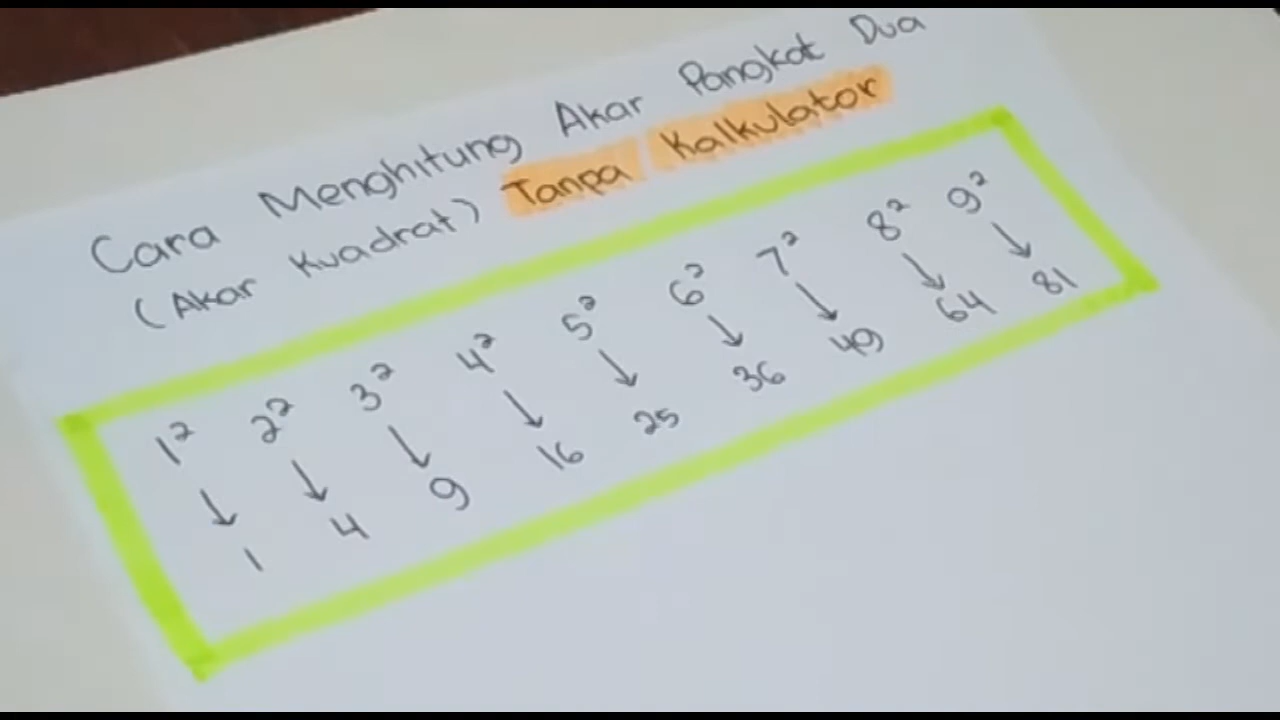 Cara Menghitung Akar Pangkat Dua
(Akar Kuadrat) Tanpa Kalkulator
1² 2² 3² 4² 5² 6² 7² 8² 9²
↓ ↓ ↓ ↓ ↓ ↓ ↓ ↓ ↓
1 4 9 16 25 36 49 64 81